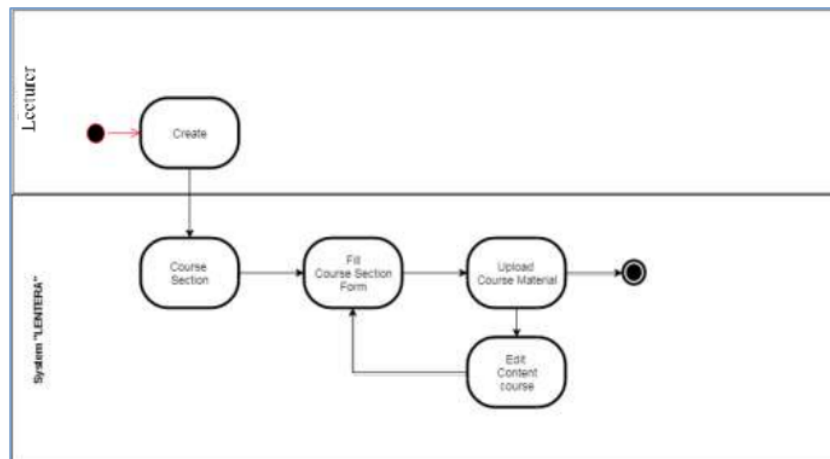 Lecturer
Create
Course
Section
Fill
Course Section
Form
Upload
Course Material
Edit
Content
course
System "LENTERA"